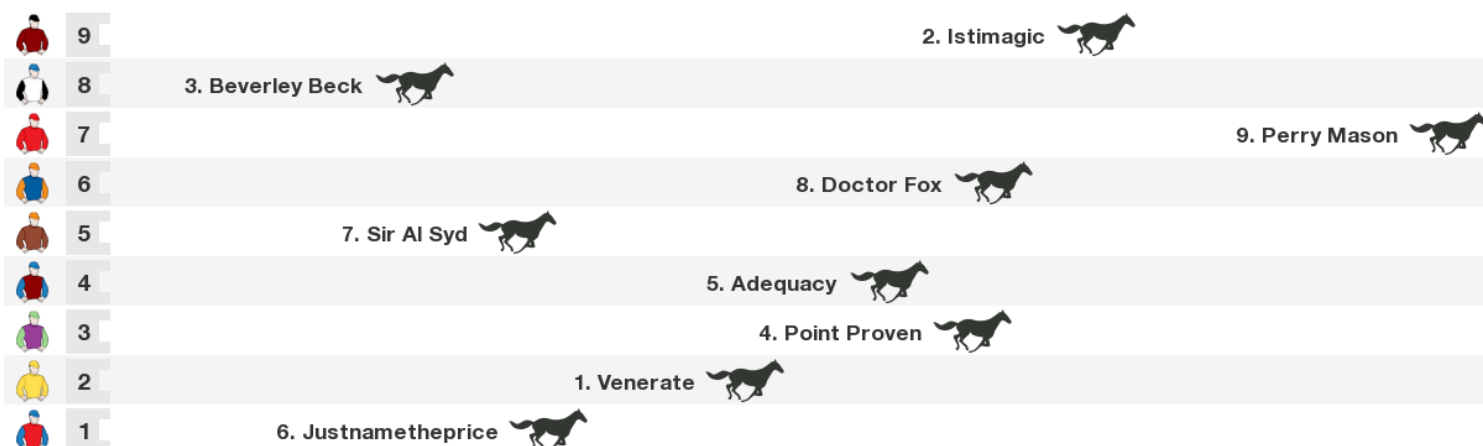 9 2. Istimagic
8 3. Beverley Beck
7 9. Perry Mason
6 8. Doctor Fox
5 7. Sir Al Syd
4 5. Adequacy
3 4. Point Proven
2 1. Venerate
1 6. Justnametheprice